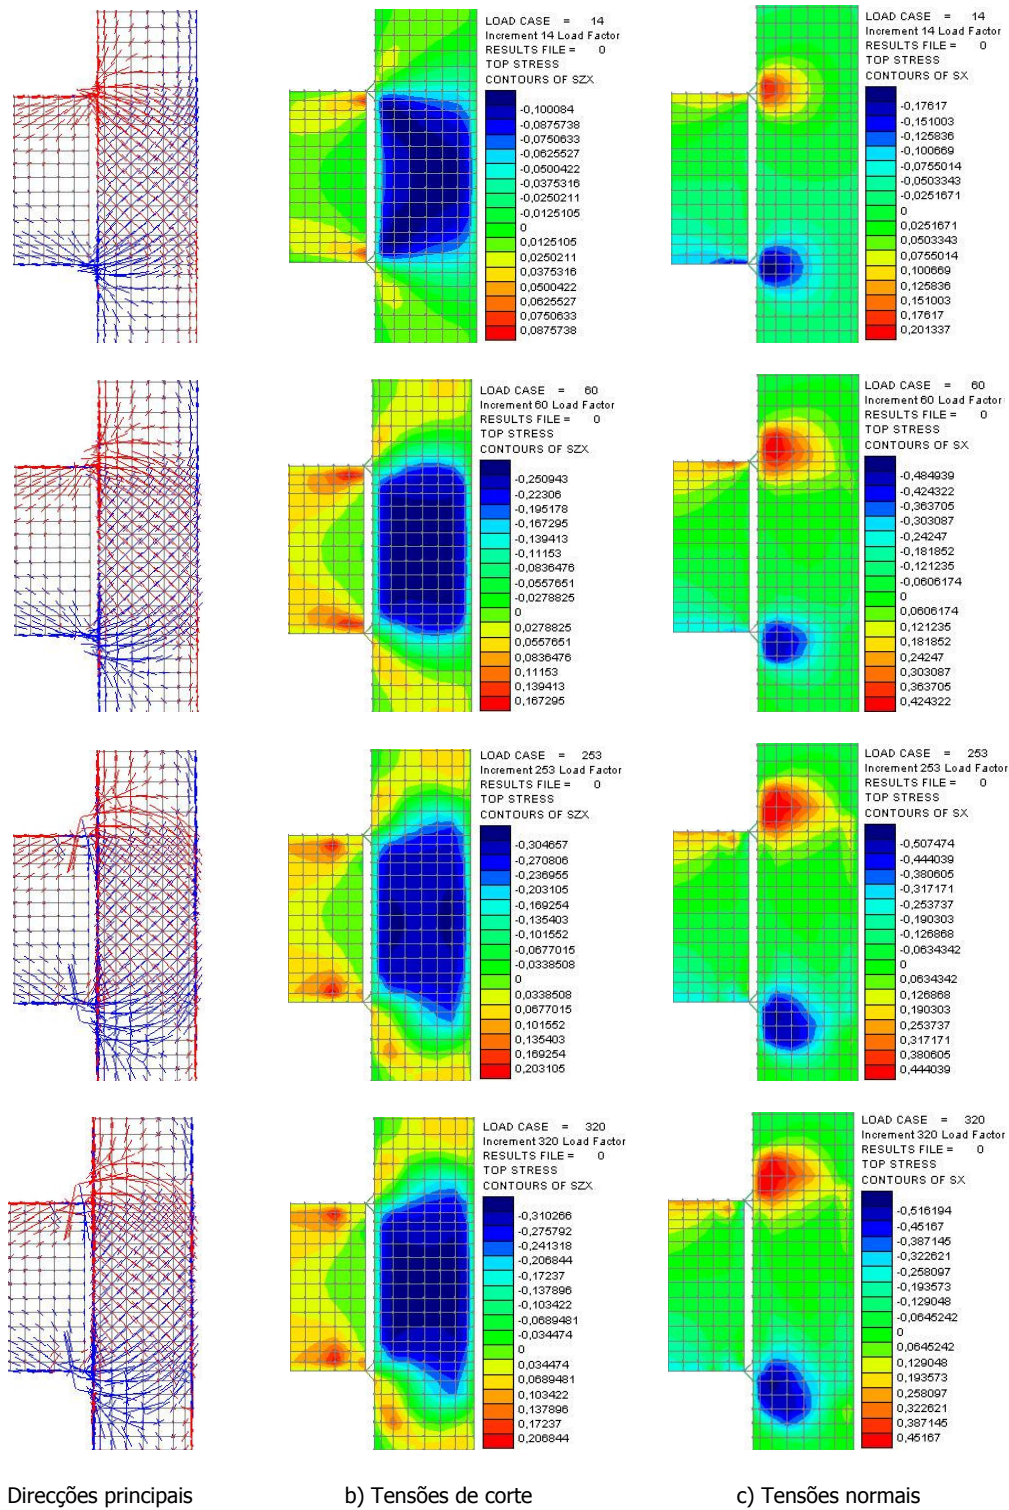 LOAD CASE = 14
Increment 14 Load Factor
RESULTS FILE = 0
TOP STRESS
CONTOURS OF SZX
-0,100084
-0,0875738
-0,0750633
-0,0625527
-0,0500422
-0,0375316
-0,0250211
-0,0125105
0
0,0125105
0,0250211
0,0375316
0,0500422
0,0625527
0,0750633
0,0875738
LOAD CASE = 14
Increment 14 Load Factor
RESULTS FILE = 0
TOP STRESS
CONTOURS OF SX
-0,17617
-0,151003
-0,125836
-0,100669
-0,0755014
-0,0503343
-0,0251671
0
0,0251671
0,0503343
0,0755014
0,100669
0,125836
0,151003
0,17617
0,201337
LOAD CASE = 60
Increment 60 Load Factor
RESULTS FILE = 0
TOP STRESS
CONTOURS OF SZX
-0,250943
-0,22306
-0,195178
-0,167295
-0,139413
-0,11153
-0,0836476
-0,0557651
-0,0278825
0
0,0278825
0,0557651
0,0836476
0,11153
0,139413
0,167295
LOAD CASE = 60
Increment 60 Load Factor
RESULTS FILE = 0
TOP STRESS
CONTOURS OF SX
-0,484939
-0,424322
-0,363705
-0,303087
-0,24247
-0,181852
-0,121235
-0,0606174
0
0,0606174
0,121235
0,181852
0,24247
0,303087
0,363705
0,424322
LOAD CASE = 253
Increment 253 Load Factor
RESULTS FILE = 0
TOP STRESS
CONTOURS OF SZX
-0,304657
-0,270806
-0,236955
-0,203105
-0,169254
-0,135403
-0,101552
-0,0677015
-0,0338508
0
0,0338508
0,0677015
0,101552
0,135403
0,169254
0,203105
LOAD CASE = 253
Increment 253 Load Factor
RESULTS FILE = 0
TOP STRESS
CONTOURS OF SX
-0,507474
-0,444039
-0,380605
-0,317171
-0,253737
-0,190303
-0,126868
-0,0634342
0
0,0634342
0,126868
0,190303
0,253737
0,317171
0,380605
0,444039
LOAD CASE = 320
Increment 320 Load Factor
RESULTS FILE = 0
TOP STRESS
CONTOURS OF SZX
-0,310266
-0,275792
-0,241318
-0,206844
-0,17237
-0,137896
-0,103422
-0,0689481
-0,034474
0
0,034474
0,0689481
0,103422
0,137896
0,17237
0,206844
LOAD CASE = 320
Increment 320 Load Factor
RESULTS FILE = 0
TOP STRESS
CONTOURS OF SX
-0,516194
-0,45167
-0,387145
-0,322621
-0,258097
-0,193573
-0,129048
-0,0645242
0
0,0645242
0,129048
0,193573
0,258097
0,322621
0,387145
0,45167
Direcções principais
b) Tensões de corte
c) Tensões normais